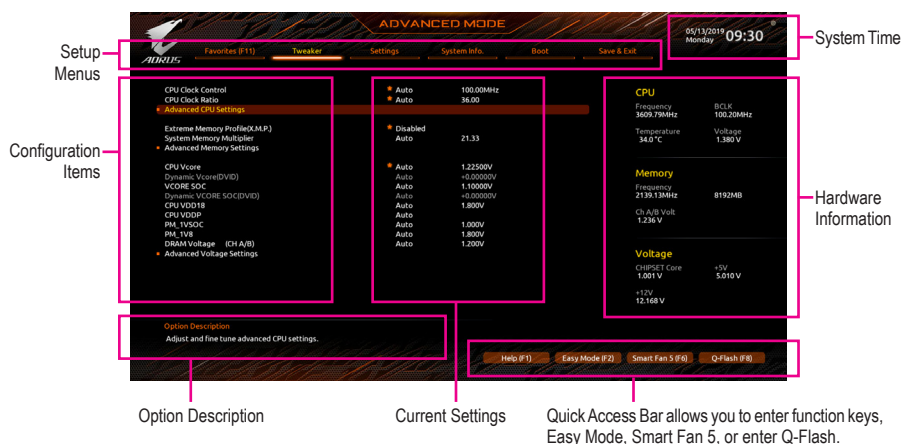 ADVANCED MODE
05/13/2019 09:30
Monday
System Time
Setup
Menus
AORUS
Favorites (F11) Tweaker Settings System Info. Boot Save & Exit
CPU Clock Control * Auto 100.00MHz
CPU Clock Ratio * Auto 36.00
Advanced CPU Settings
Extreme Memory Profile(X.M.P.) * Disabled
System Memory Multiplier Auto 21.33
Advanced Memory Settings
CPU Vcore * Auto 1.22500V
Dynamic Vcore(DVID) Auto +0.00000V
VCORE SOC Auto 1.10000V
Dynamic VCORE SOC(DVID) Auto +0.00000V
CPU VDD18 Auto 1.800V
CPU VDDP Auto
PM_1VSOC Auto 1.000V
PM_1V8 Auto 1.800V
DRAM Voltage (CH A/B) Auto 1.200V
Advanced Voltage Settings
Configuration
Items
CPU
Frequency BCLK
3609.79MHz 100.20MHz
Temperature Voltage
34.0 °C 1.380 V
Memory
Frequency
2139.13MHz 8192MB
Ch A/B Volt
1.236 V
Voltage
CHIPSET Core +5V
1.001 V 5.010 V
+12V
12.168 V
Hardware
Information
Option Description
Adjust and fine tune advanced CPU settings.
Help (F1) Easy Mode (F2) Smart Fan 5 (F6) Q-Flash (F8)
Option Description
Current Settings
Quick Access Bar allows you to enter function keys,
Easy Mode, Smart Fan 5, or enter Q-Flash.